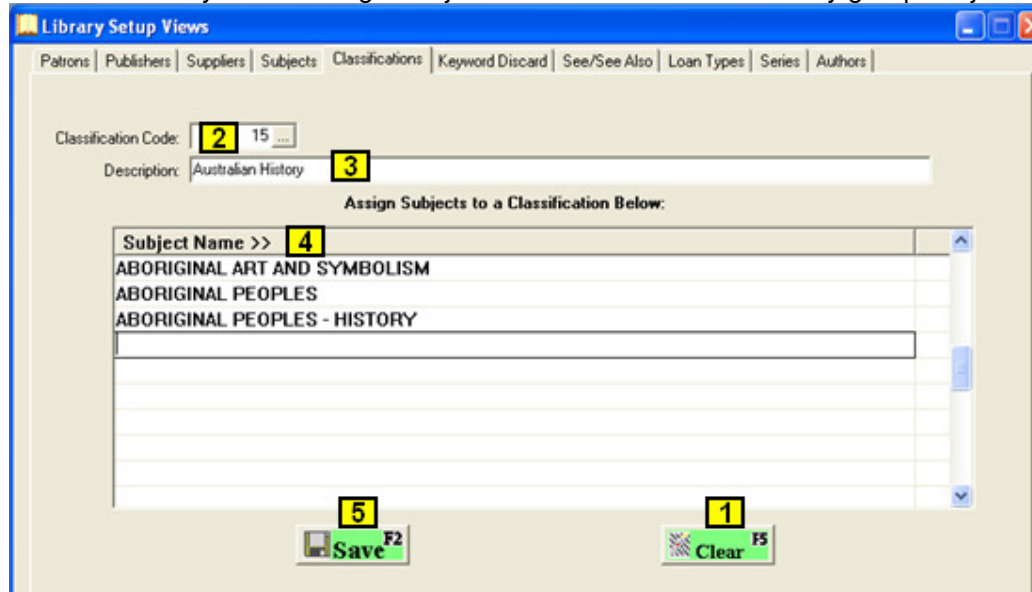 Library Setup Views
Patrons Publishers Suppliers Subjects Classifications Keyword Discard See/See Also Loan Types Series Authors
Classification Code: 2 15 ...
Description: Australian History 3
Assign Subjects to a Classification Below:
Subject Name >> 4
ABORIGINAL ART AND SYMBOLISM
ABORIGINAL PEOPLES
ABORIGINAL PEOPLES - HISTORY
5 1
Save F2 Clear F5